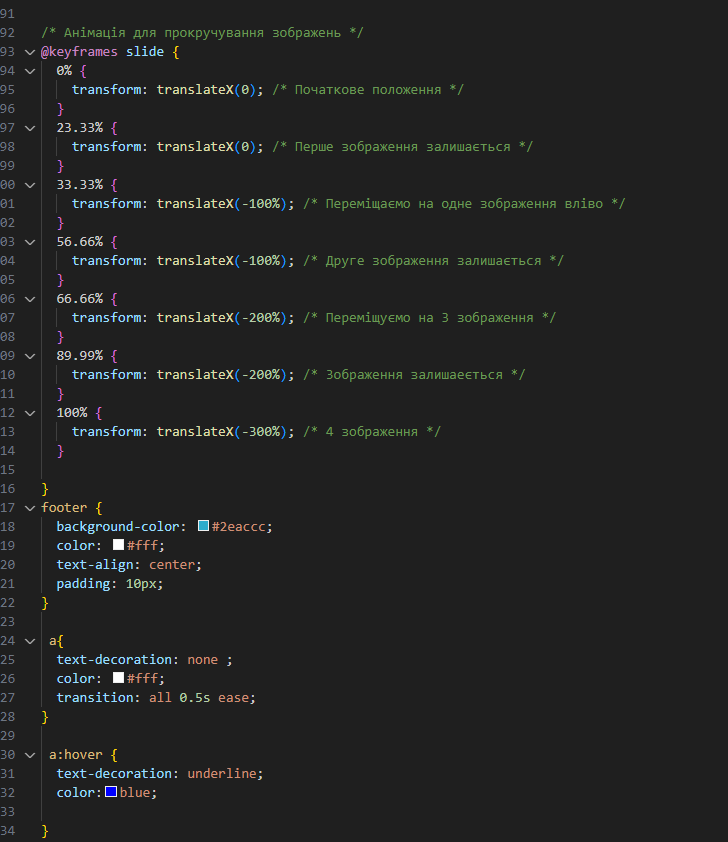 91
92 /* Анімація для прокручування зображень */
93 @keyframes slide {
94 0% {
95 transform: translateX(0); /* Початкове положення */
96 }
97 23.33% {
98 transform: translateX(0); /* Перше зображення залишається */
99 }
00 33.33% {
01 transform: translateX(-100%); /* Переміщаємо на одне зображення вліво */
02 }
03 56.66% {
04 transform: translateX(-100%); /* Друге зображення залишається */
05 }
06 66.66% {
07 transform: translateX(-200%); /* Переміщуємо на 3 зображення */
08 }
09 89.99% {
10 transform: translateX(-200%); /* Зображення залишаеється */
11 }
12 100% {
13 transform: translateX(-300%); /* 4 зображення */
14 }
15
16 }
17 footer {
18 background-color: #2eaccc;
19 color: #fff;
20 text-align: center;
21 padding: 10px;
22 }
23
24 a{
25 text-decoration: none ;
26 color: #fff;
27 transition: all 0.5s ease;
28 }
29
30 a:hover {
31 text-decoration: underline;
32 color:blue;
33
34 }